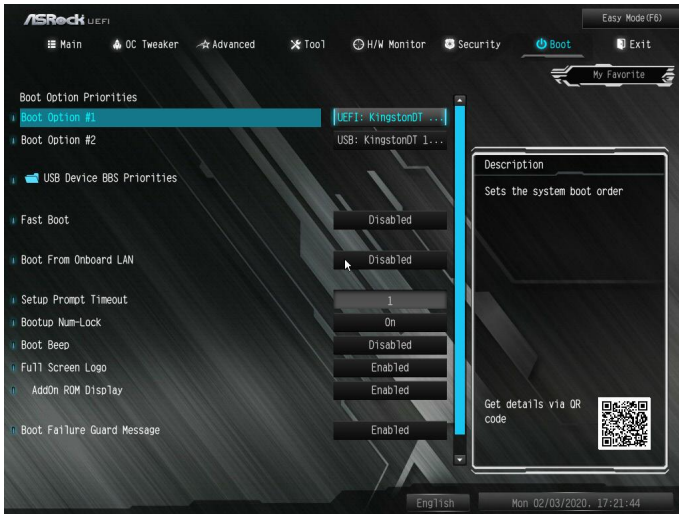 ASRock UEFI
Easy Mode(F6)
Main OC Tweaker Advanced Tool H/W Monitor Security Boot Exit
My Favorite
Boot Option Priorities
Boot Option #1 UEFI: KingstonDT ...
Boot Option #2 USB: KingstonDT 1...
USB Device BBS Priorities
Fast Boot Disabled
Boot From Onboard LAN Disabled
Setup Prompt Timeout 1
Bootup Num-Lock On
Boot Beep Disabled
Full Screen Logo Enabled
AddOn ROM Display Enabled
Boot Failure Guard Message Enabled
Description
Sets the system boot order
Get details via QR
code
English Mon 02/03/2020. 17:21:44